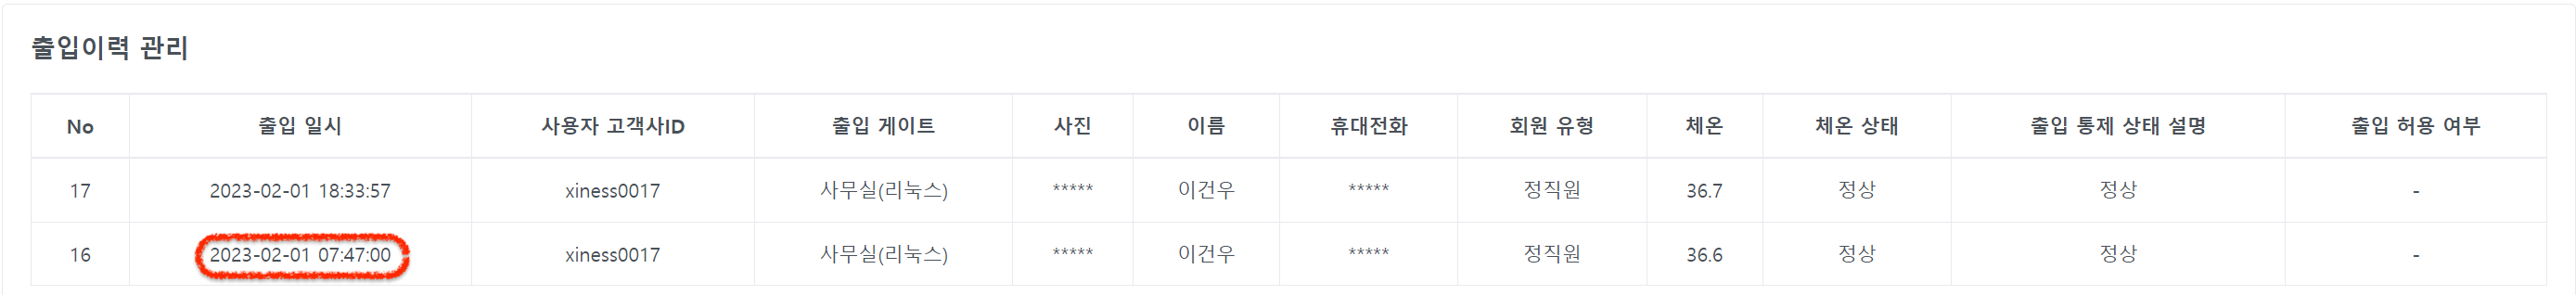 출입이력 관리
No 출입 일시 사용자 고객사ID 출입 게이트 사진 이름 휴대전화 회원 유형 체온 체온 상태 출입 통제 상태 설명 출입 허용 여부
17 2023-02-01 18:33:57 xiness0017 사무실(리눅스) ***** 이건우 ***** 정직원 36.7 정상 정상 -
16 2023-02-01 07:47:00 xiness0017 사무실(리눅스) ***** 이건우 ***** 정직원 36.6 정상 정상 -